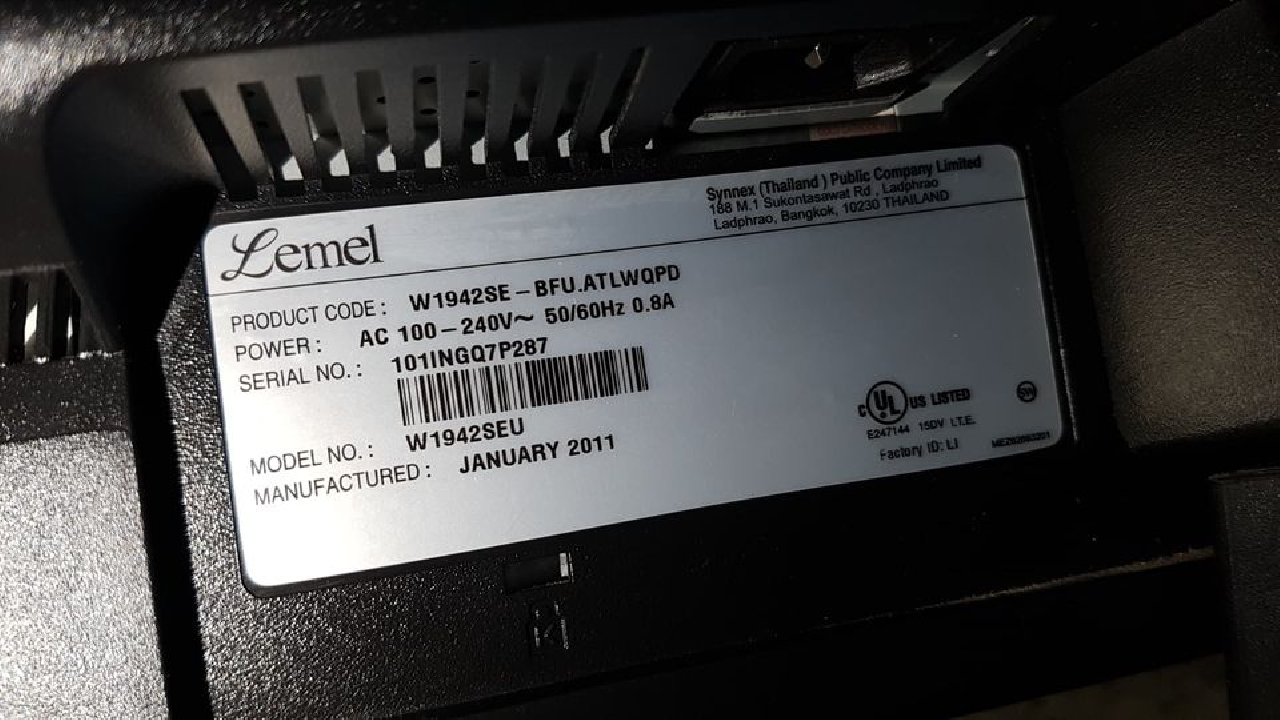 Lemel
Synnex (Thailand ) Public Company Limited
188 M.1 Sukontasawat Rd , Ladphrao
Ladphrao, Bangkok, 10230 THAILAND
PRODUCT CODE : W1942SE – BFU.ATLWQPD
POWER : AC 100 – 240V~ 50/60Hz 0.8A
SERIAL NO. : 101INGQ7P287
MODEL NO. : W1942SEU
MANUFACTURED : JANUARY 2011
c UL US LISTED
E247144 15DV I.T.E.
Factory ID: LI